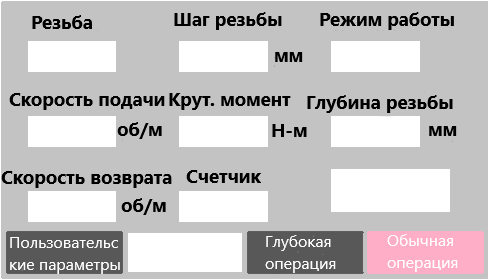 Резьба Шаг резьбы Режим работы
мм
Скорость подачи Крут. момент Глубина резьбы
об/м Н-м мм
Скорость возврата Счетчик
об/м
Пользовательс
кие параметры
Глубокая
операция
Обычная
операция